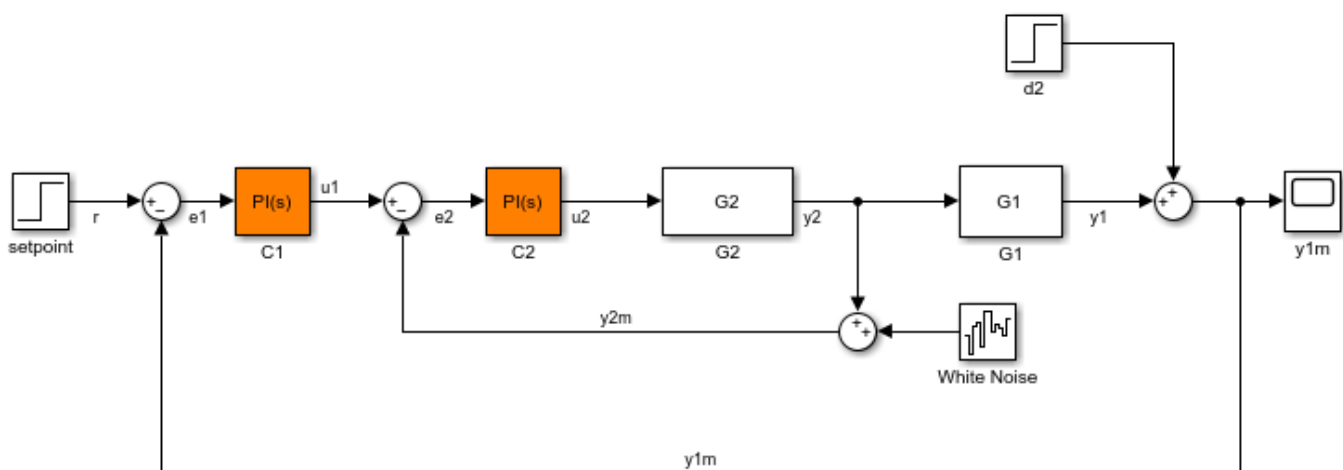 d2
PI(s)
u1
PI(s)
G2
G1
r
e1
e2
u2
y2
y1
setpoint
C1
C2
G2
G1
y1m
y2m
White Noise
y1m